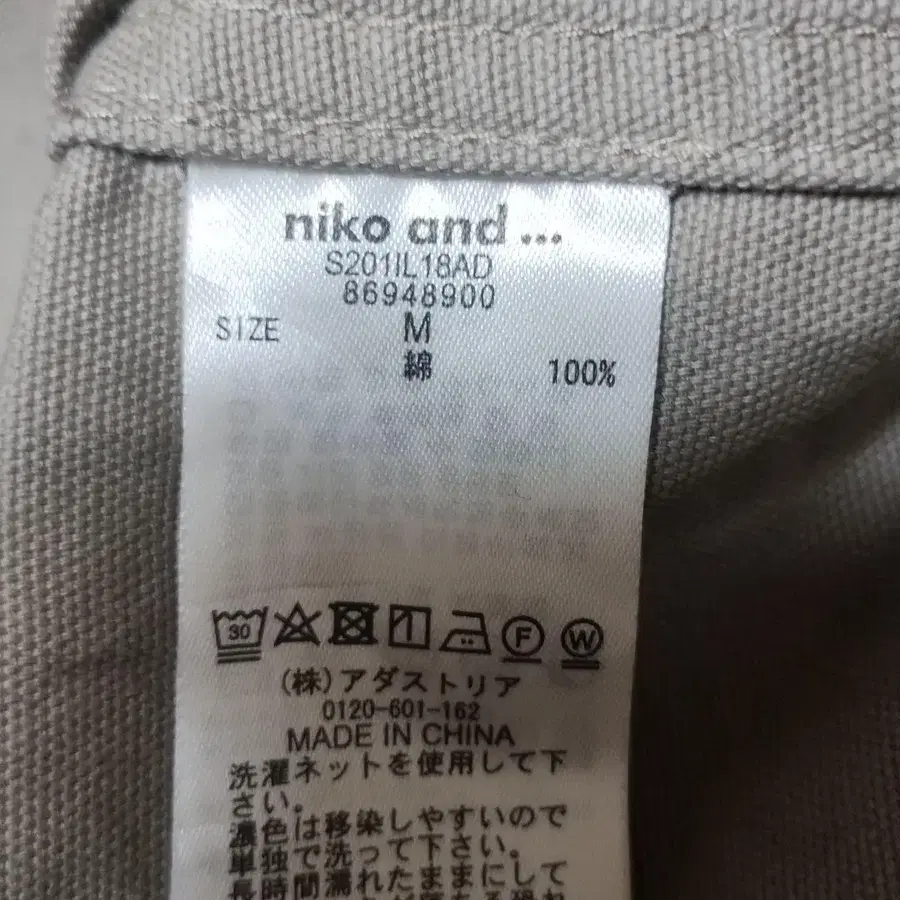 niko and ...
S201IL18AD
86948900
SIZE M
綿 100%
30
F W
(株)アダストリア
0120-601-162
MADE IN CHINA
洗濯ネットを使用して下
さい。
濃色は移染しやすいので
単独で洗って下さい。
長時間濡れたままにして